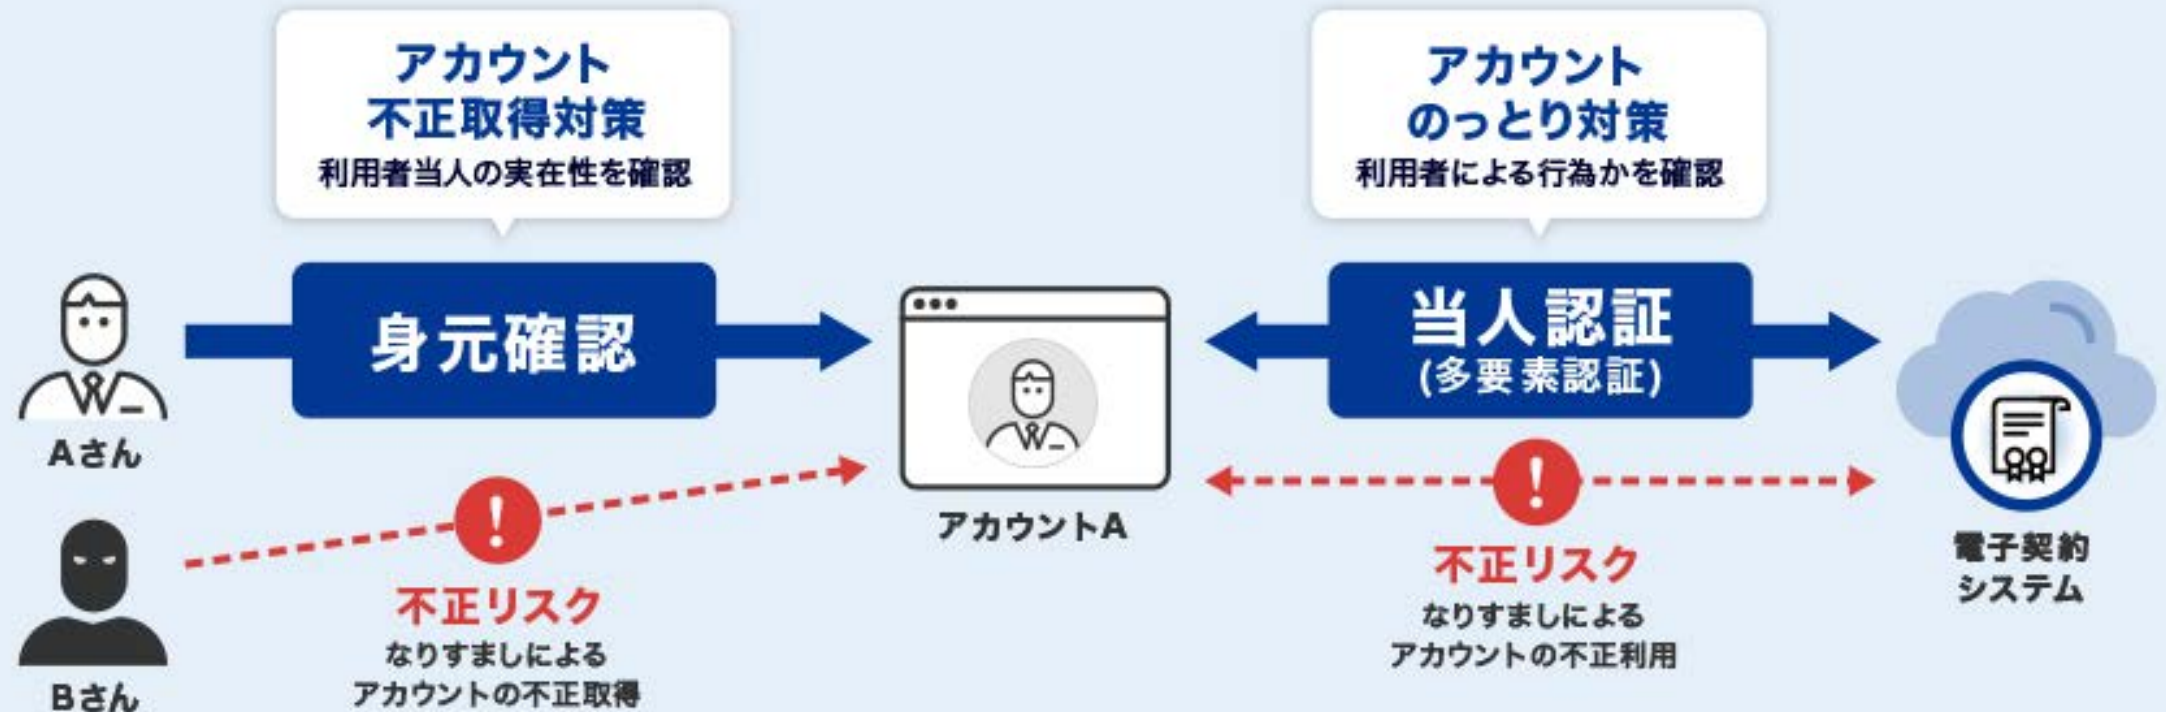 アカウント
不正取得対策
利用者当人の実在性を確認
アカウント
のっとり対策
利用者による行為かを確認
身元確認
当人認証
(多要素認証)
Aさん
アカウントA
電子契約
システム
不正リスク
なりすましによる
アカウントの不正取得
不正リスク
なりすましによる
アカウントの不正利用
Bさん